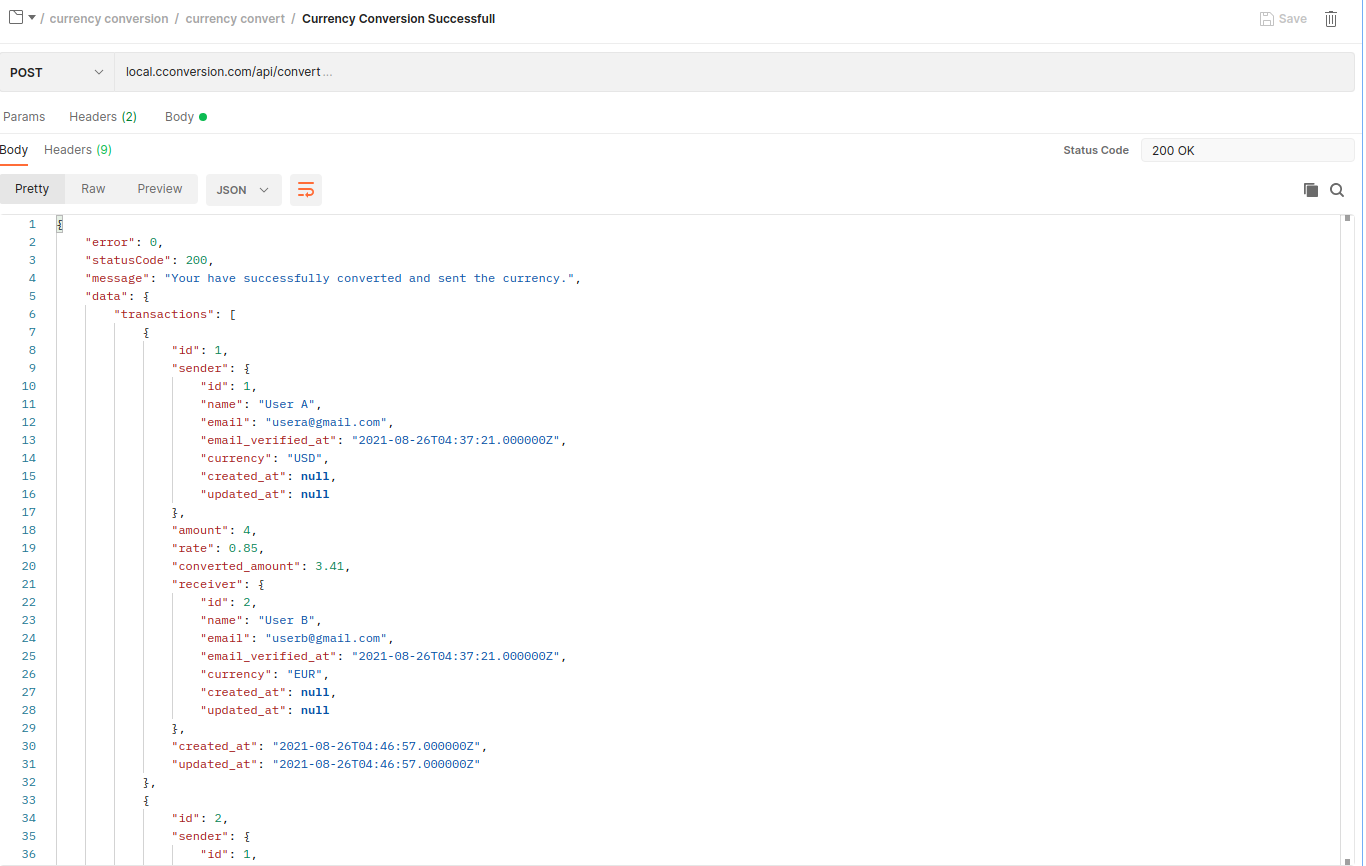 / currency conversion / currency convert / Currency Conversion Successfull Save
POST local.cconversion.com/api/convert ...
Params Headers (2) Body
Body Headers (9) Status Code 200 OK
Pretty Raw Preview JSON
1 {
2 "error": 0,
3 "statusCode": 200,
4 "message": "Your have successfully converted and sent the currency.",
5 "data": {
6 "transactions": [
7 {
8 "id": 1,
9 "sender": {
10 "id": 1,
11 "name": "User A",
12 "email": "usera@gmail.com",
13 "email_verified_at": "2021-08-26T04:37:21.000000Z",
14 "currency": "USD",
15 "created_at": null,
16 "updated_at": null
17 },
18 "amount": 4,
19 "rate": 0.85,
20 "converted_amount": 3.41,
21 "receiver": {
22 "id": 2,
23 "name": "User B",
24 "email": "userb@gmail.com",
25 "email_verified_at": "2021-08-26T04:37:21.000000Z",
26 "currency": "EUR",
27 "created_at": null,
28 "updated_at": null
29 },
30 "created_at": "2021-08-26T04:46:57.000000Z",
31 "updated_at": "2021-08-26T04:46:57.000000Z"
32 },
33 {
34 "id": 2,
35 "sender": {
36 "id": 1,